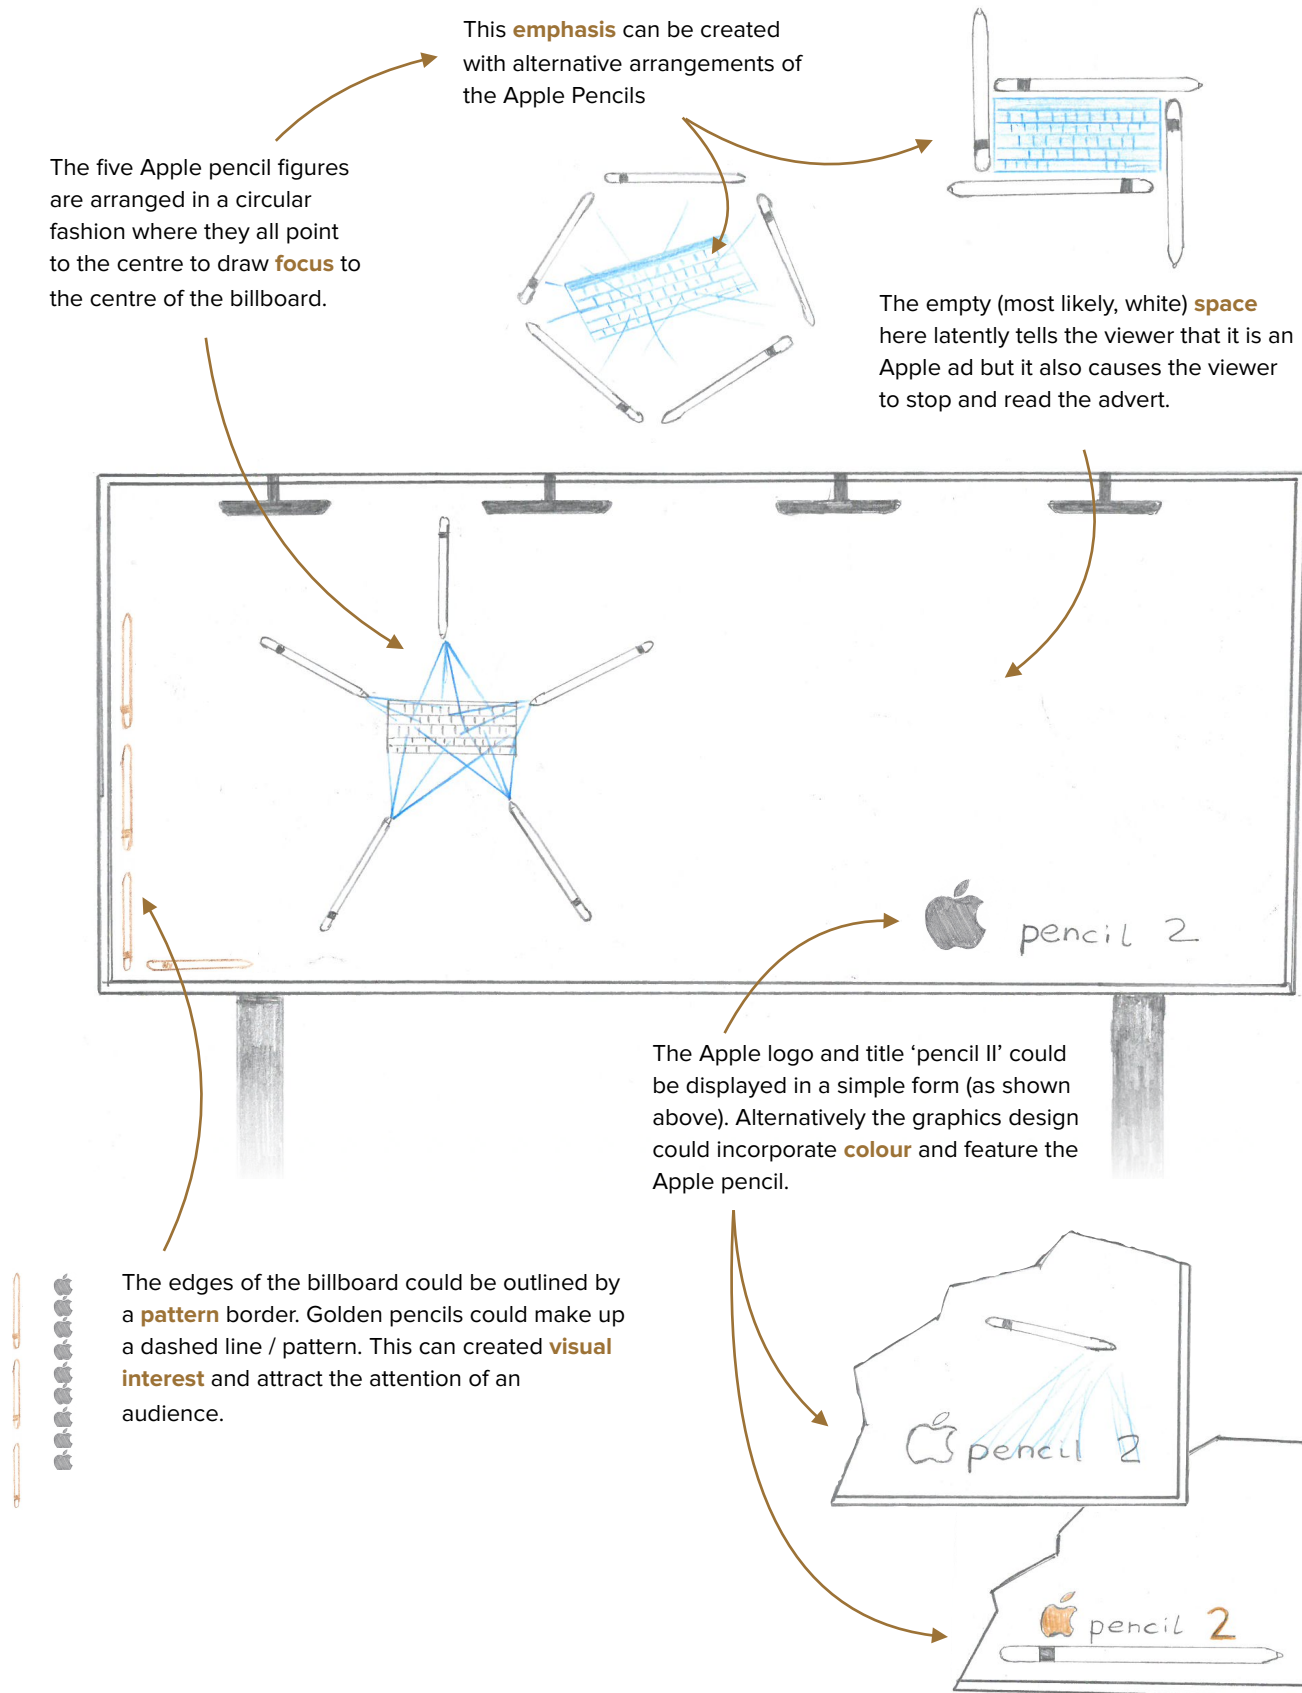 This emphasis can be created
with alternative arrangements of
the Apple Pencils
The five Apple pencil figures
are arranged in a circular
fashion where they all point
to the centre to draw focus to
the centre of the billboard.
The empty (most likely, white) space
here latently tells the viewer that it is an
Apple ad but it also causes the viewer
to stop and read the advert.
pencil 2
The Apple logo and title ‘pencil II’ could
be displayed in a simple form (as shown
above). Alternatively the graphics design
could incorporate colour and feature the
Apple pencil.
The edges of the billboard could be outlined by
a pattern border. Golden pencils could make up
a dashed line / pattern. This can created visual
interest and attract the attention of an
audience.
pencil 2
pencil 2